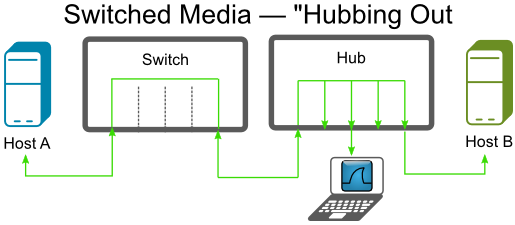 Switched Media — "Hubbing Out
Switch
Hub
Host A
Host B